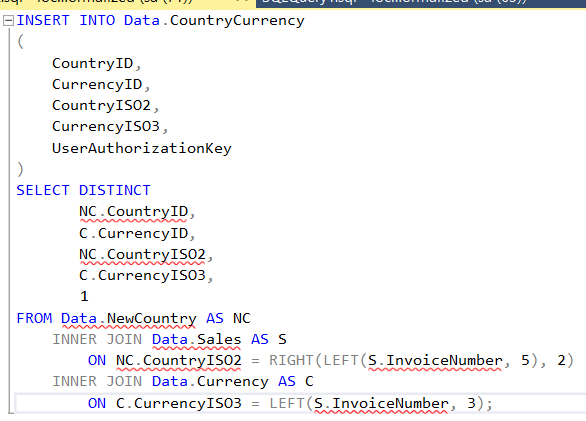 INSERT INTO Data.CountryCurrency
(
    CountryID,
    CurrencyID,
    CountryISO2,
    CurrencyISO3,
    UserAuthorizationKey
)
SELECT DISTINCT
       NC.CountryID,
       C.CurrencyID,
       NC.CountryISO2,
       C.CurrencyISO3,
       1
FROM Data.NewCountry AS NC
    INNER JOIN Data.Sales AS S
        ON NC.CountryISO2 = RIGHT(LEFT(S.InvoiceNumber, 5), 2)
    INNER JOIN Data.Currency AS C
        ON C.CurrencyISO3 = LEFT(S.InvoiceNumber, 3);